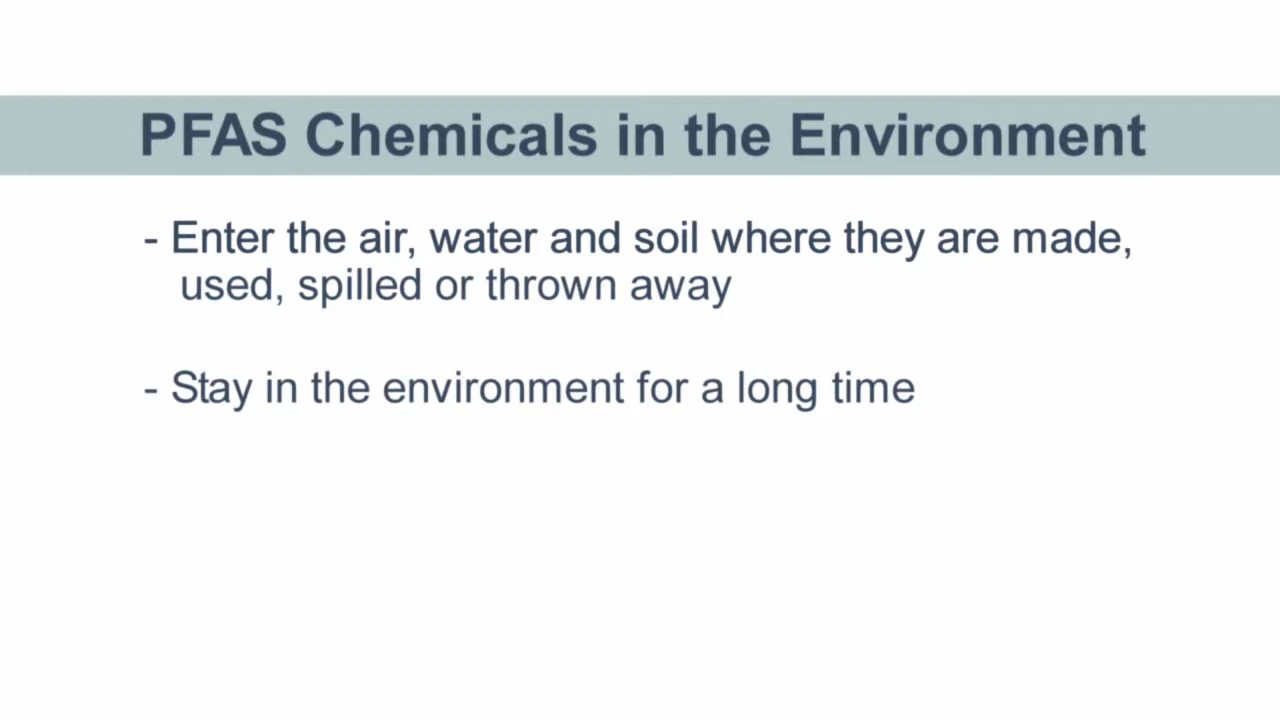 PFAS Chemicals in the Environment
- Enter the air, water and soil where they are made,
used, spilled or thrown away
- Stay in the environment for a long time